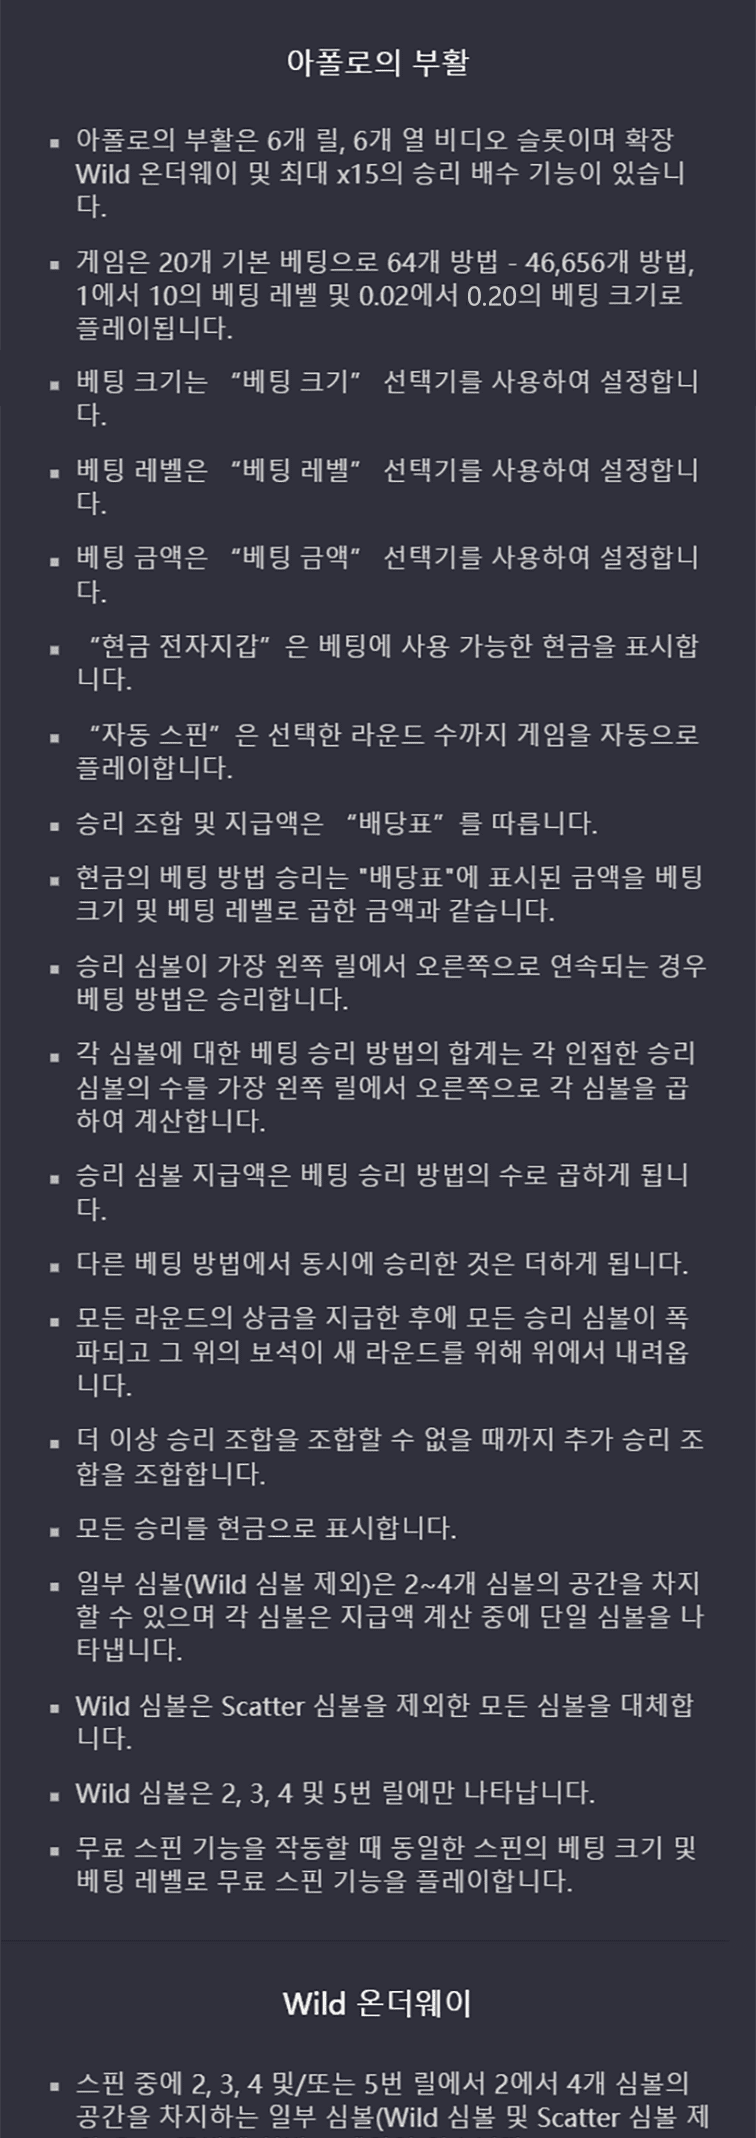 아폴로의 부활
▪ 아폴로의 부활은 6개 릴, 6개 열 비디오 슬롯이며 확장
Wild 온더웨이 및 최대 x15의 승리 배수 기능이 있습니
다.
▪ 게임은 20개 기본 베팅으로 64개 방법 - 46,656개 방법,
1에서 10의 베팅 레벨 및 0.02에서 0.20의 베팅 크기로
플레이됩니다.
▪ 베팅 크기는 “베팅 크기” 선택기를 사용하여 설정합니
다.
▪ 베팅 레벨은 “베팅 레벨” 선택기를 사용하여 설정합니
다.
▪ 베팅 금액은 “베팅 금액” 선택기를 사용하여 설정합니
다.
▪ “현금 전자지갑” 은 베팅에 사용 가능한 현금을 표시합
니다.
▪ “자동 스핀” 은 선택한 라운드 수까지 게임을 자동으로
플레이합니다.
▪ 승리 조합 및 지급액은 “배당표” 를 따릅니다.
▪ 현금의 베팅 방법 승리는 "배당표"에 표시된 금액을 베팅
크기 및 베팅 레벨로 곱한 금액과 같습니다.
▪ 승리 심볼이 가장 왼쪽 릴에서 오른쪽으로 연속되는 경우
베팅 방법은 승리합니다.
▪ 각 심볼에 대한 베팅 승리 방법의 합계는 각 인접한 승리
심볼의 수를 가장 왼쪽 릴에서 오른쪽으로 각 심볼을 곱
하여 계산합니다.
▪ 승리 심볼 지급액은 베팅 승리 방법의 수로 곱하게 됩니
다.
▪ 다른 베팅 방법에서 동시에 승리한 것은 더하게 됩니다.
▪ 모든 라운드의 상금을 지급한 후에 모든 승리 심볼이 폭
파되고 그 위의 보석이 새 라운드를 위해 위에서 내려옵
니다.
▪ 더 이상 승리 조합을 조합할 수 없을 때까지 추가 승리 조
합을 조합합니다.
▪ 모든 승리를 현금으로 표시합니다.
▪ 일부 심볼(Wild 심볼 제외)은 2~4개 심볼의 공간을 차지
할 수 있으며 각 심볼은 지급액 계산 중에 단일 심볼을 나
타냅니다.
▪ Wild 심볼은 Scatter 심볼을 제외한 모든 심볼을 대체합
니다.
▪ Wild 심볼은 2, 3, 4 및 5번 릴에만 나타납니다.
▪ 무료 스핀 기능을 작동할 때 동일한 스핀의 베팅 크기 및
베팅 레벨로 무료 스핀 기능을 플레이합니다.
Wild 온더웨이
▪ 스핀 중에 2, 3, 4 및/또는 5번 릴에서 2에서 4개 심볼의
공간을 차지하는 일부 심볼(Wild 심볼 및 Scatter 심볼 제